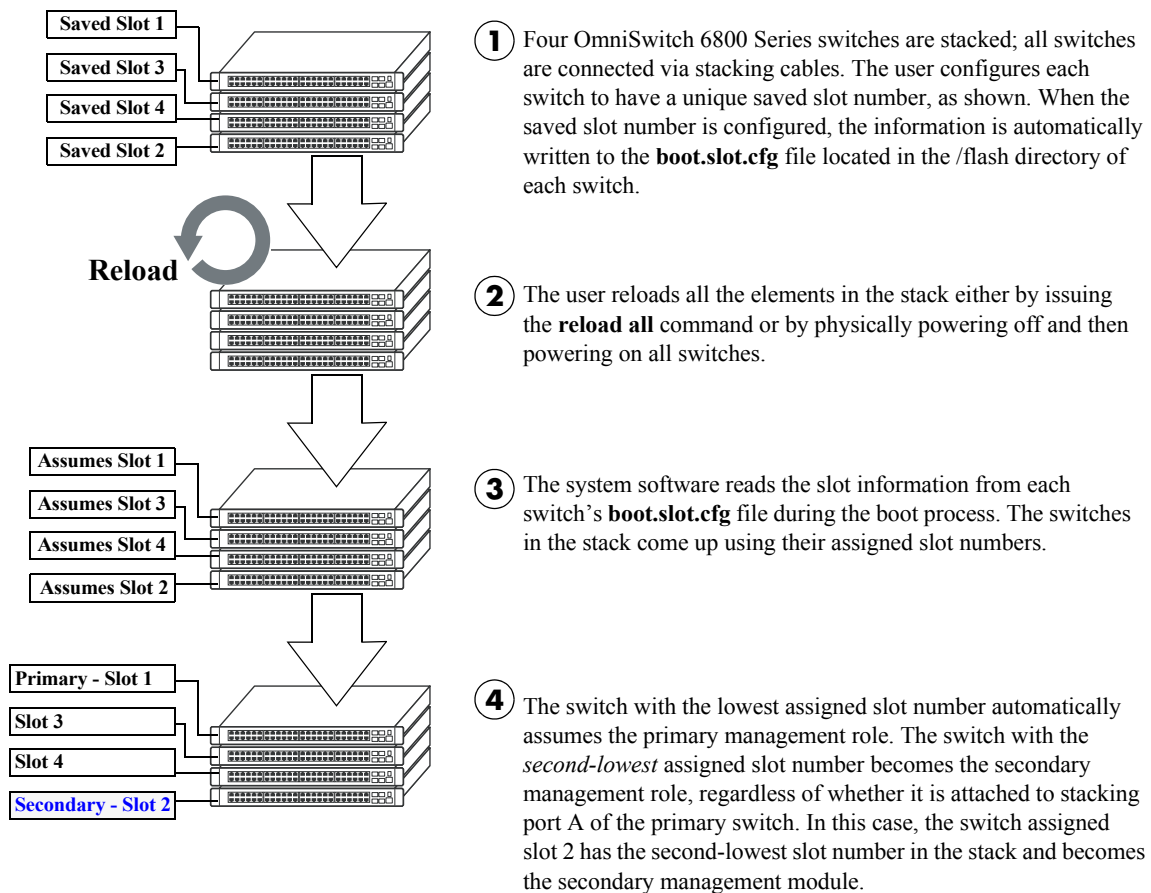 Saved Slot 1
Saved Slot 3
Saved Slot 4
Saved Slot 2
1
Four OmniSwitch 6800 Series switches are stacked; all switches
are connected via stacking cables. The user configures each
switch to have a unique saved slot number, as shown. When the
saved slot number is configured, the information is automatically
written to the boot.slot.cfg file located in the /flash directory of
each switch.
Reload
2
The user reloads all the elements in the stack either by issuing
the reload all command or by physically powering off and then
powering on all switches.
Assumes Slot 1
Assumes Slot 3
Assumes Slot 4
Assumes Slot 2
3
The system software reads the slot information from each
switch’s boot.slot.cfg file during the boot process. The switches
in the stack come up using their assigned slot numbers.
Primary - Slot 1
Slot 3
Slot 4
Secondary - Slot 2
4
The switch with the lowest assigned slot number automatically
assumes the primary management role. The switch with the
second-lowest assigned slot number becomes the secondary
management role, regardless of whether it is attached to stacking
port A of the primary switch. In this case, the switch assigned
slot 2 has the second-lowest slot number in the stack and becomes
the secondary management module.